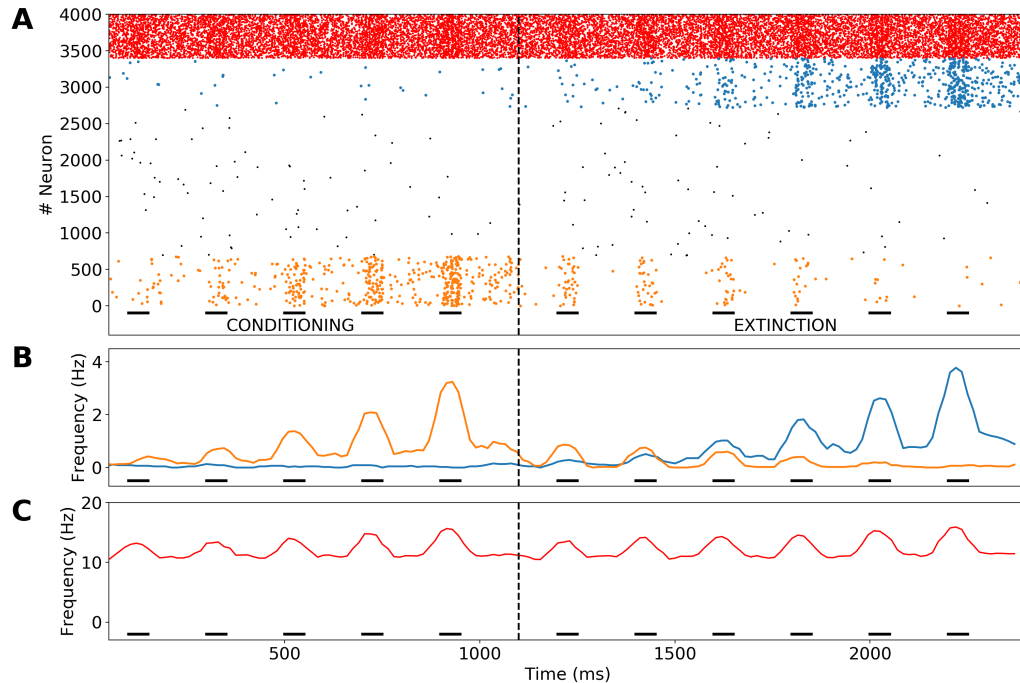 A
4000
3500
3000
2500
2000
1500
1000
500
0
# Neuron
CONDITIONING EXTINCTION
B
4
2
0
Frequency (Hz)
C
20
10
0
Frequency (Hz)
500 1000 1500 2000
Time (ms)